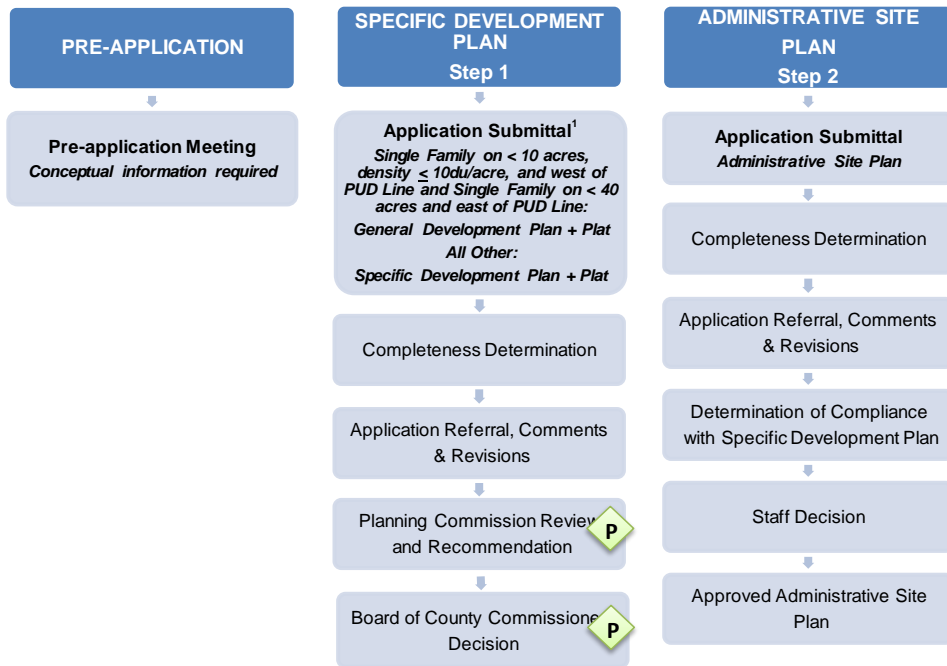 PRE-APPLICATION
Pre-application Meeting
Conceptual information required
SPECIFIC DEVELOPMENT
PLAN
Step 1
Application Submittal1
Single Family on < 10 acres,
density < 10du/acre, and west of
PUD Line and Single Family on < 40
acres and east of PUD Line:
General Development Plan + Plat
All Other:
Specific Development Plan + Plat
Completeness Determination
Application Referral, Comments
& Revisions
Planning Commission Review
and Recommendation
P
Board of County Commissione
Decision
P
ADMINISTRATIVE SITE
PLAN
Step 2
Application Submittal
Administrative Site Plan
Completeness Determination
Application Referral, Comments
& Revisions
Determination of Compliance
with Specific Development Plan
Staff Decision
Approved Administrative Site
Plan